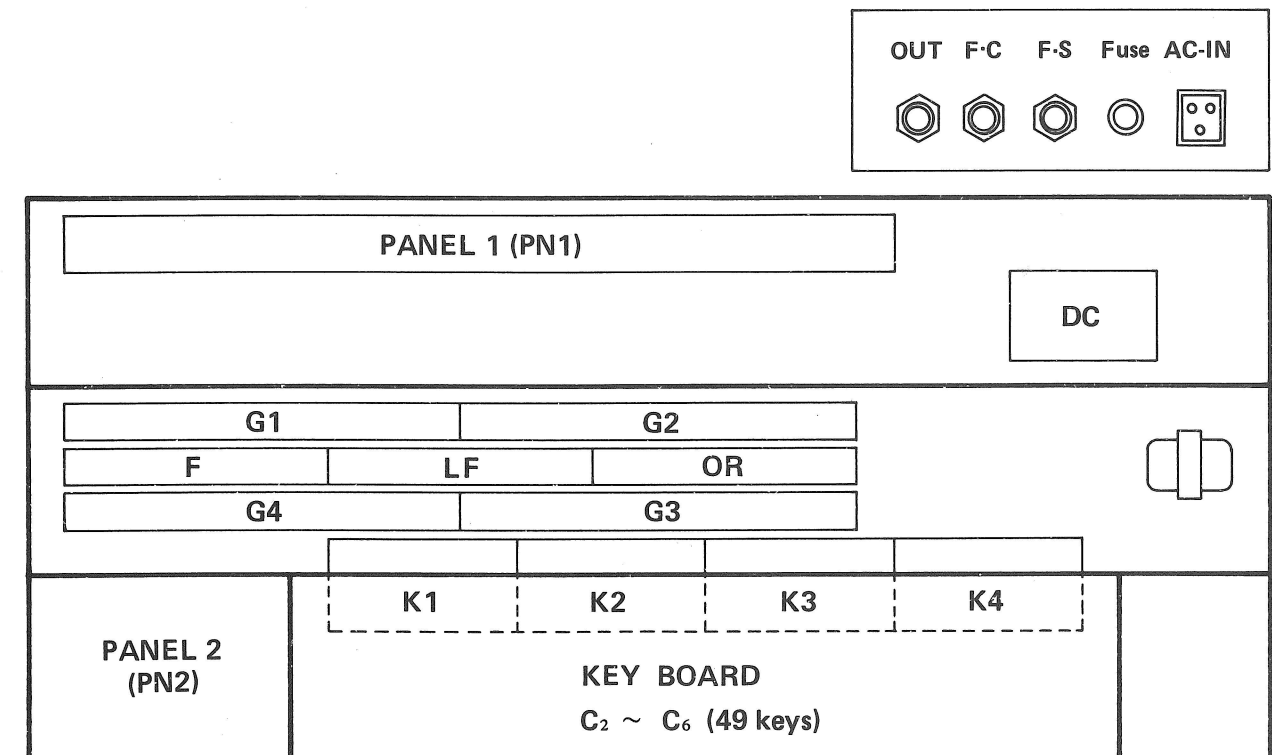 OUT F·C F·S Fuse AC-IN
PANEL 1 (PN1)
DC
G1 G2
F LF OR
G4 G3
K1 K2 K3 K4
PANEL 2
(PN2)
KEY BOARD
C₂ ~ C₆ (49 keys)